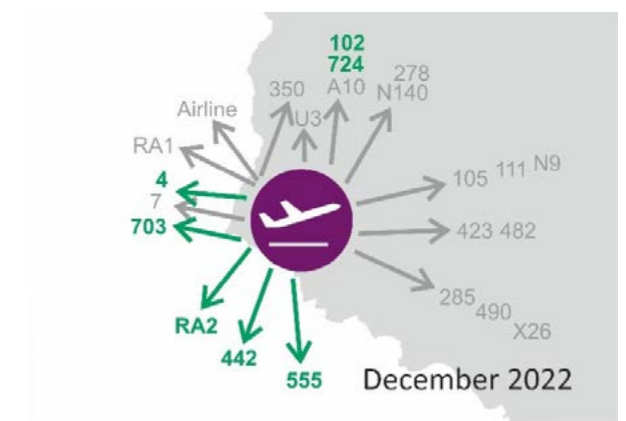 102
724
278
350 A10 N140
Airline U3
RA1
4
7
703
105 111 N9
423 482
285
490
X26
RA2
442
555
December 2022